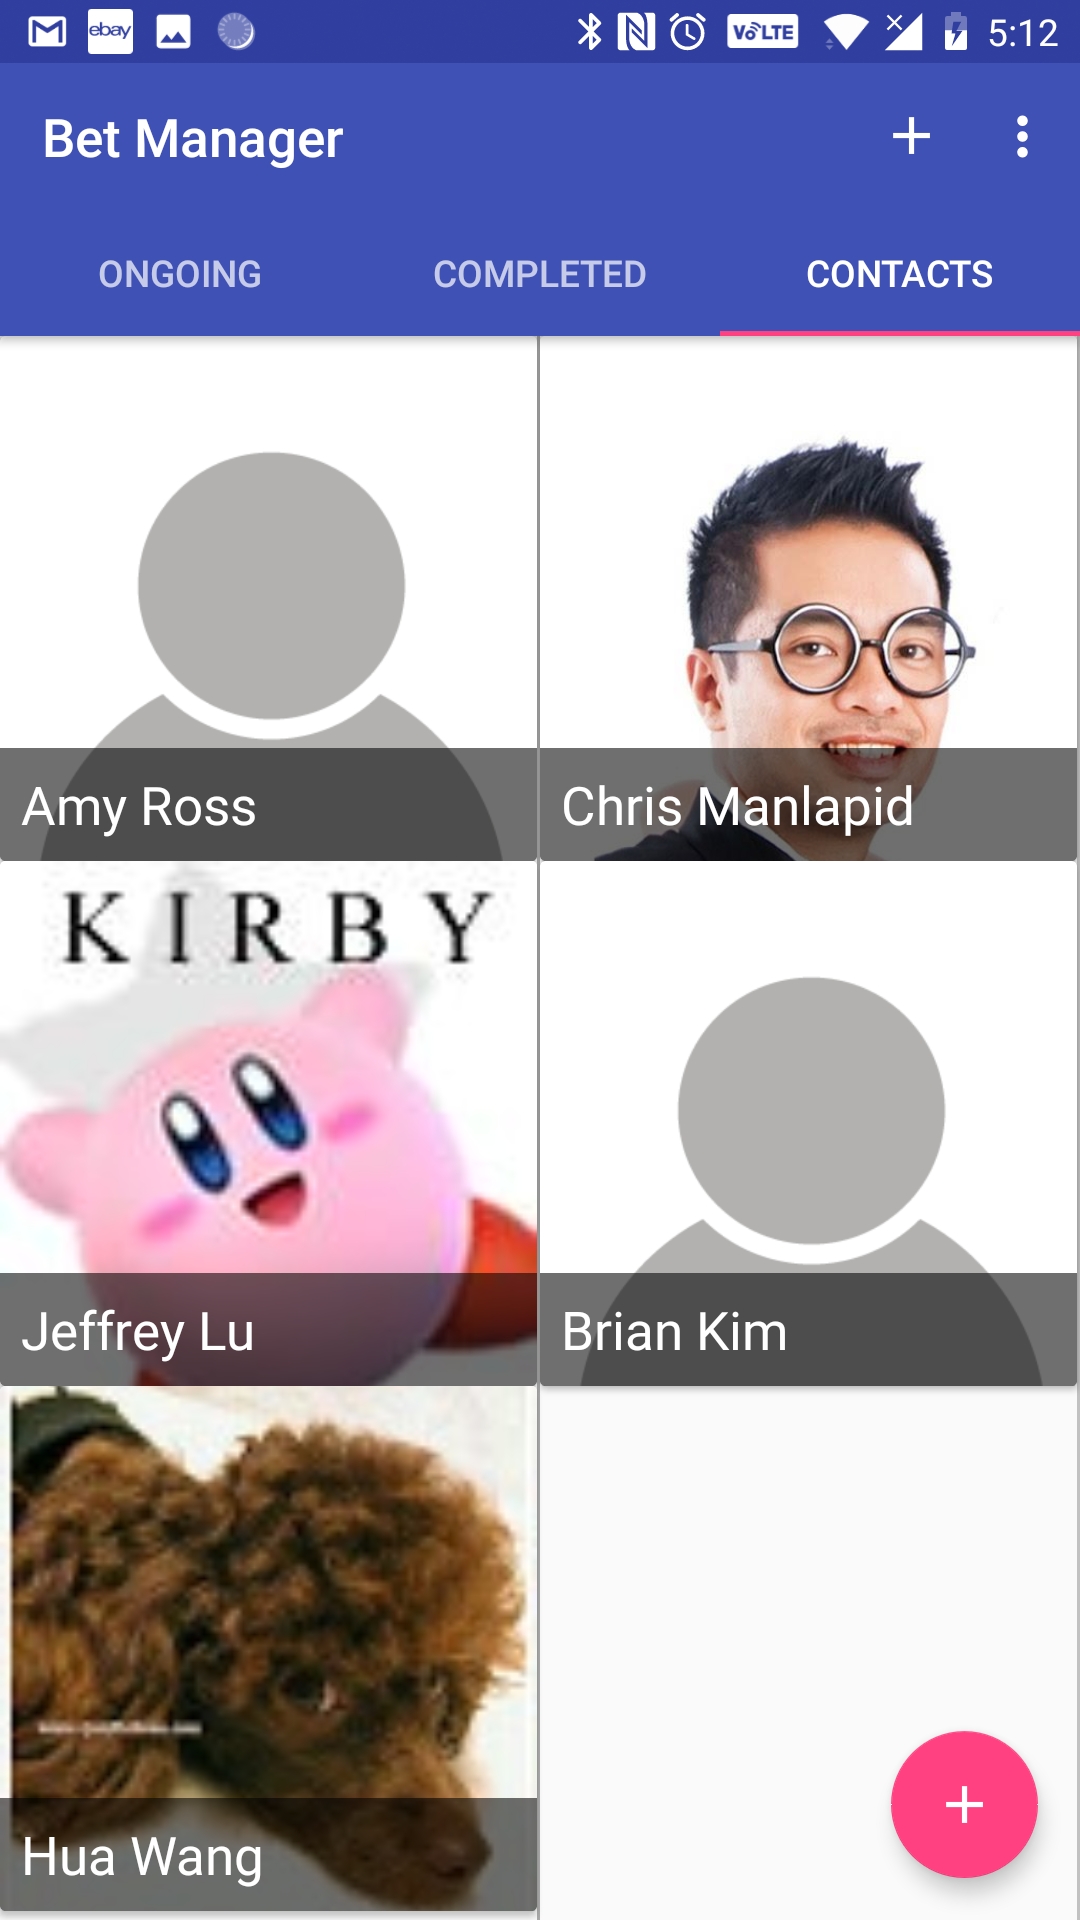 ebay VoLTE 5:12
Bet Manager
ONGOING COMPLETED CONTACTS
Amy Ross
Chris Manlapid
KIRBY
Jeffrey Lu
Brian Kim
Hua Wang